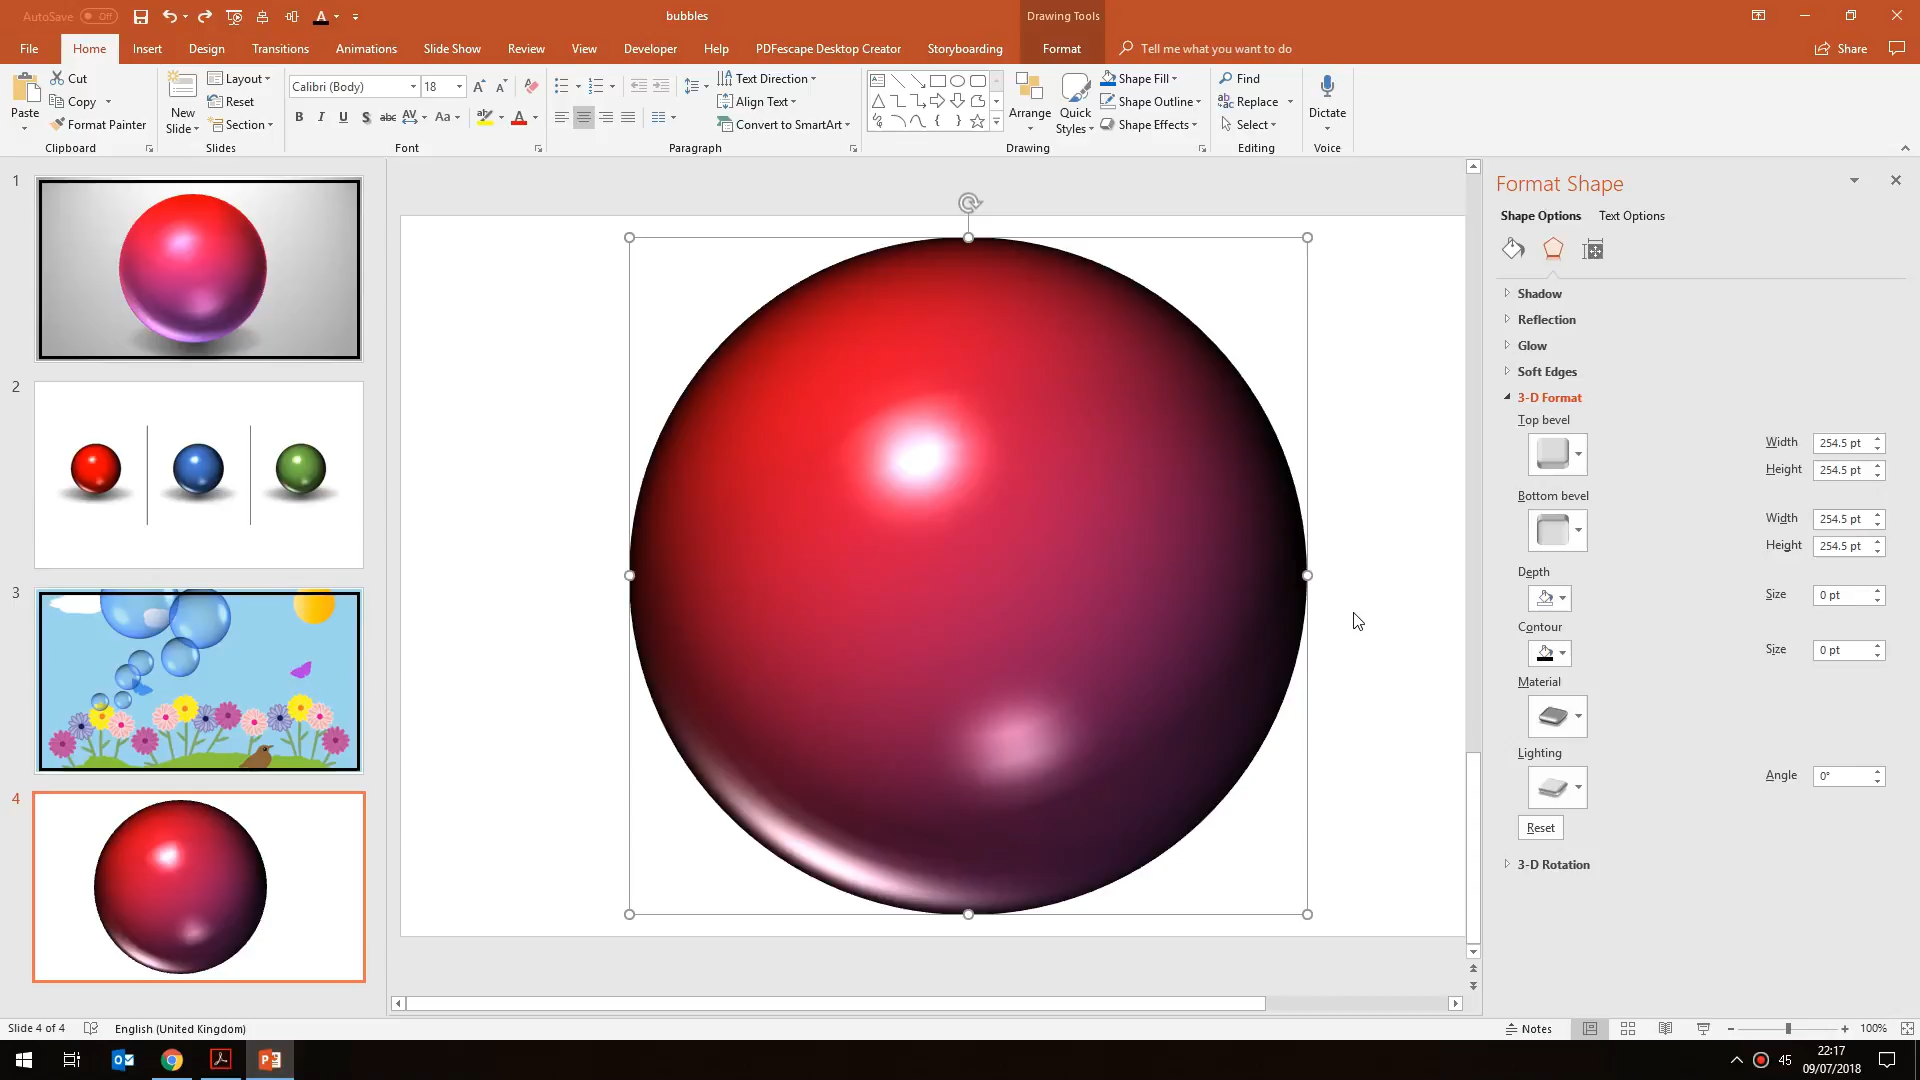 AutoSave Off
bubbles
Drawing Tools
File Home Insert Design Transitions Animations Slide Show Review View Developer Help PDFescape Desktop Creator Storyboarding Format Tell me what you want to do Share
Paste
Cut
Copy
Format Painter
Clipboard
New
Slide
Layout
Reset
Section
Slides
Calibri (Body) 18
B I U S abc AV Aa A
Font
Text Direction
Align Text
Convert to SmartArt
Paragraph
Arrange
Quick
Styles
Shape Fill
Shape Outline
Shape Effects
Drawing
Find
Replace
Select
Editing
Dictate
Voice
1
2
3
4
Format Shape
Shape Options Text Options
Shadow
Reflection
Glow
Soft Edges
3-D Format
Top bevel
Width 254.5 pt
Height 254.5 pt
Bottom bevel
Width 254.5 pt
Height 254.5 pt
Depth
Size 0 pt
Contour
Size 0 pt
Material
Lighting
Angle 0°
Reset
3-D Rotation
Slide 4 of 4 English (United Kingdom) Notes 100%
45 22:17
09/07/2018